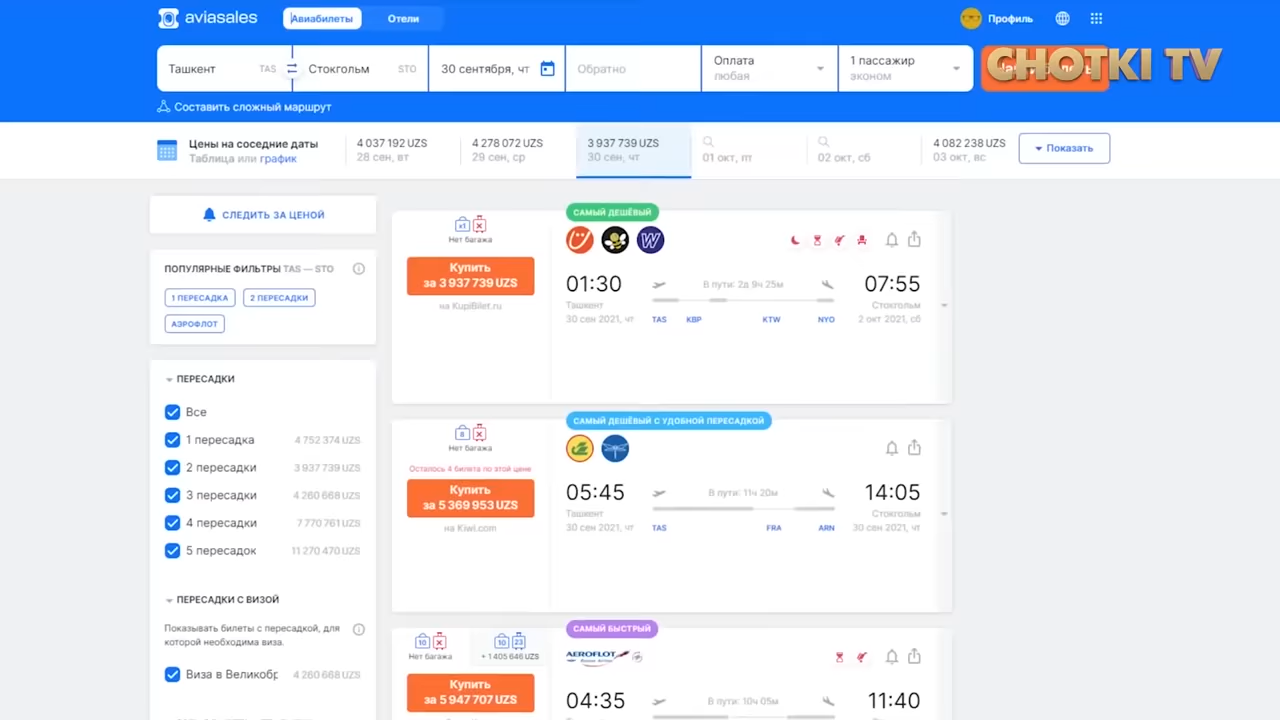 aviasales
Авиабилеты
Отели
Профиль
CHOTKI TV
Ташкент TAS
Стокгольм STO
30 сентября, чт
Обратно
Оплата
любая
1 пассажир
эконом
Составить сложный маршрут
Цены на соседние даты
Таблица или график
4 037 192 UZS
28 сен, вт
4 278 072 UZS
29 сен, ср
3 937 739 UZS
30 сен, чт
01 окт, пт
02 окт, сб
4 082 238 UZS
03 окт, вс
Показать
СЛЕДИТЬ ЗА ЦЕНОЙ
ПОПУЛЯРНЫЕ ФИЛЬТРЫ TAS — STO
1 ПЕРЕСАДКА
2 ПЕРЕСАДКИ
АЭРОФЛОТ
ПЕРЕСАДКИ
Все
1 пересадка 4 752 374 UZS
2 пересадки 3 937 739 UZS
3 пересадки 4 260 668 UZS
4 пересадки 7 770 761 UZS
5 пересадок 11 270 470 UZS
ПЕРЕСАДКИ С ВИЗОЙ
Показывать билеты с пересадкой, для
которой необходима виза.
Виза в Великобр 4 260 668 UZS
САМЫЙ ДЕШЁВЫЙ
x1
Нет багажа
Купить
за 3 937 739 UZS
на KupiBilet.ru
W
01:30 В пути: 2д 9ч 25м 07:55
Ташкент Стокгольм
30 сен 2021, чт TAS KBP KTW NYO 2 окт 2021, сб
САМЫЙ ДЕШЁВЫЙ С УДОБНОЙ ПЕРЕСАДКОЙ
8
Нет багажа
Осталось 4 билета по этой цене
Купить
за 5 369 953 UZS
на Kiwi.com
05:45 В пути: 11ч 20м 14:05
Ташкент Стокгольм
30 сен 2021, чт TAS FRA ARN 30 сен 2021, чт
САМЫЙ БЫСТРЫЙ
10
Нет багажа
10 23
+ 1 405 646 UZS
Купить
за 5 947 707 UZS
AEROFLOT
Russian Airlines
04:35 В пути: 10ч 05м 11:40